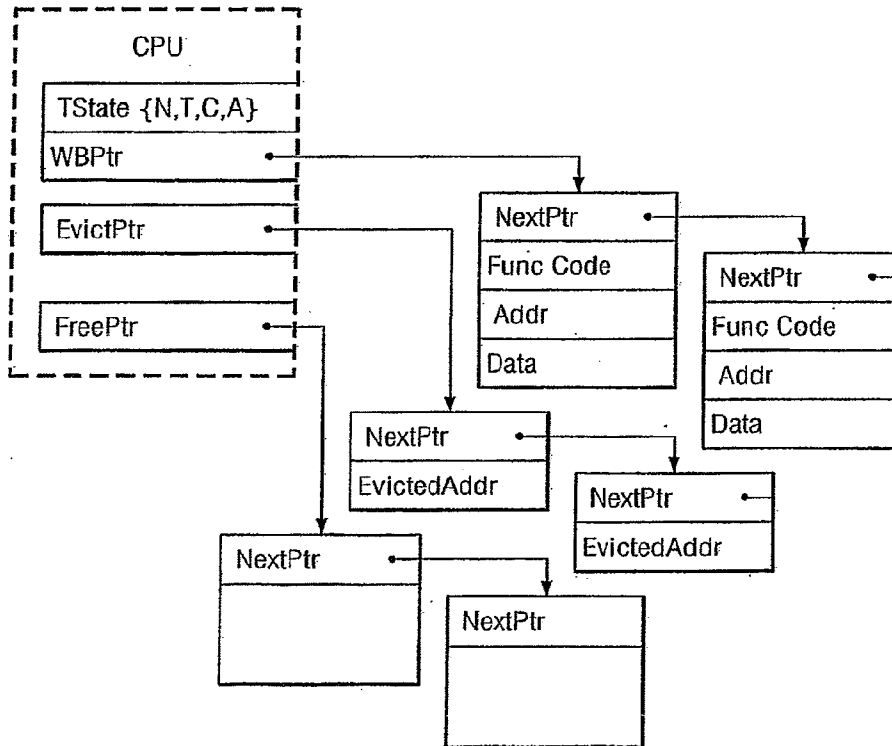 CPU
TState {N,T,C,A}
WBPtr
EvictPtr
FreePtr
NextPtr
Func Code
Addr
Data
NextPtr
Func Code
Addr
Data
NextPtr
EvictedAddr
NextPtr
EvictedAddr
NextPtr
NextPtr